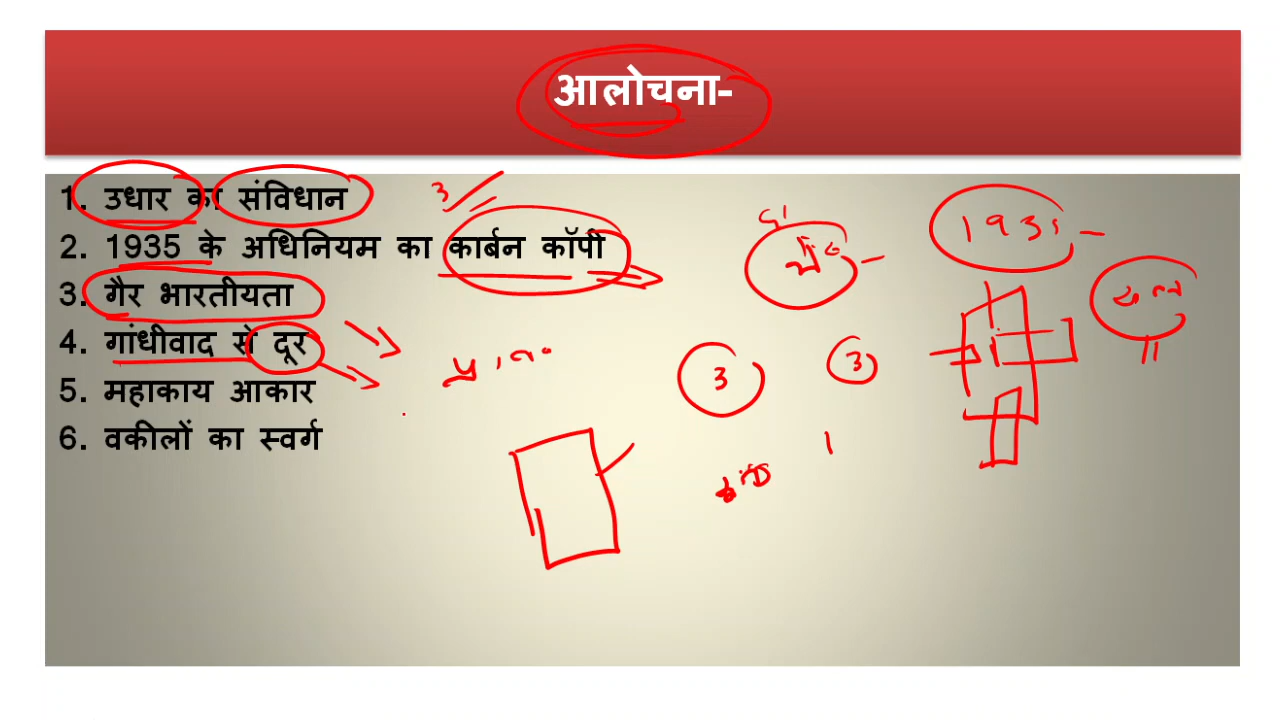 आलोचना-
1. उधार का संविधान
2. 1935 के अधिनियम का कार्बन कॉपी
3. गैर भारतीयता
4. गांधीवाद से दूर
5. महाकाय आकार
6. वकीलों का स्वर्ग
3
1935
3
3